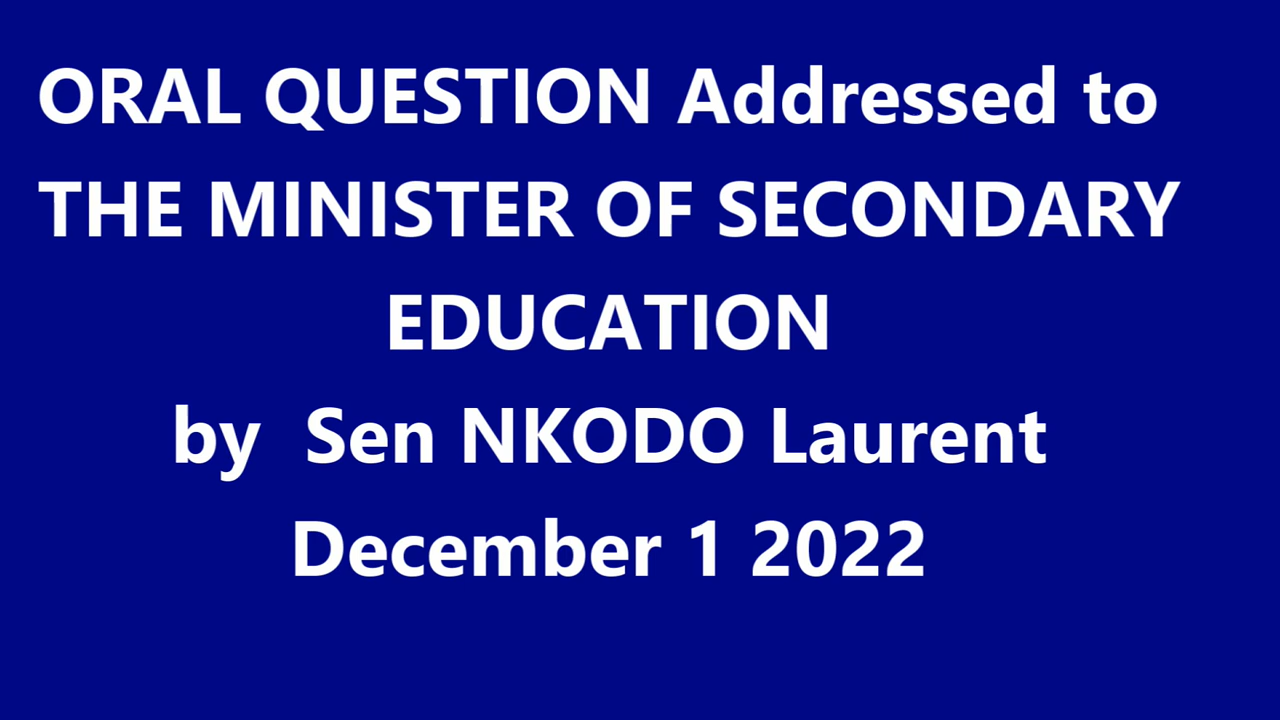 ORAL QUESTION Addressed to
THE MINISTER OF SECONDARY
EDUCATION
by  Sen NKODO Laurent
December 1 2022